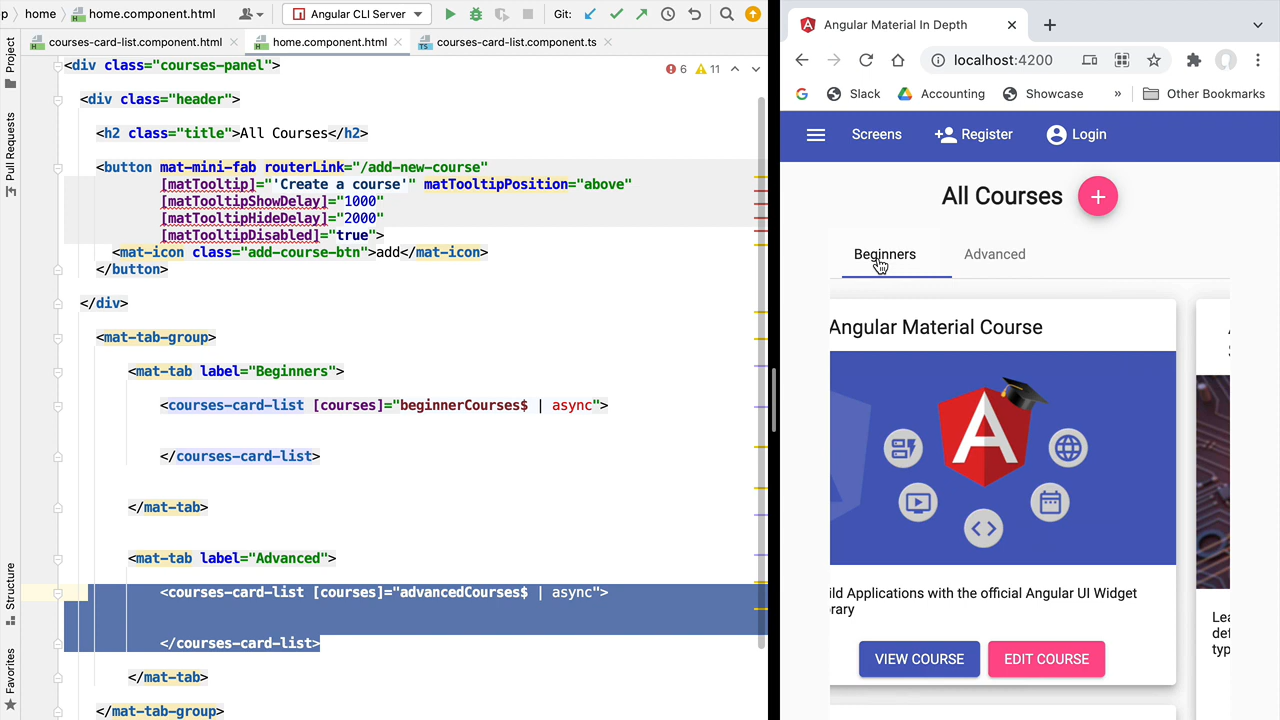 p › home › home.component.html
Angular CLI Server
Git:
Angular Material In Depth
courses-card-list.component.html
home.component.html
courses-card-list.component.ts
localhost:4200
G Slack Accounting Showcase » Other Bookmarks
Screens Register Login
Project
Pull Requests
Structure
Favorites
6 11
<div class="courses-panel">
<div class="header">
<h2 class="title">All Courses</h2>
<button mat-mini-fab routerLink="/add-new-course"
[matTooltip]="'Create a course'" matTooltipPosition="above"
[matTooltipShowDelay]="1000"
[matTooltipHideDelay]="2000"
[matTooltipDisabled]="true">
<mat-icon class="add-course-btn">add</mat-icon>
</button>
</div>
<mat-tab-group>
<mat-tab label="Beginners">
<courses-card-list [courses]="beginnerCourses$ | async">
</courses-card-list>
</mat-tab>
<mat-tab label="Advanced">
<courses-card-list [courses]="advancedCourses$ | async">
</courses-card-list>
</mat-tab>
</mat-tab-group>
All Courses +
Beginners Advanced
Angular Material Course
A
ild Applications with the official Angular UI Widget
rary
Lea
def
typ
VIEW COURSE EDIT COURSE